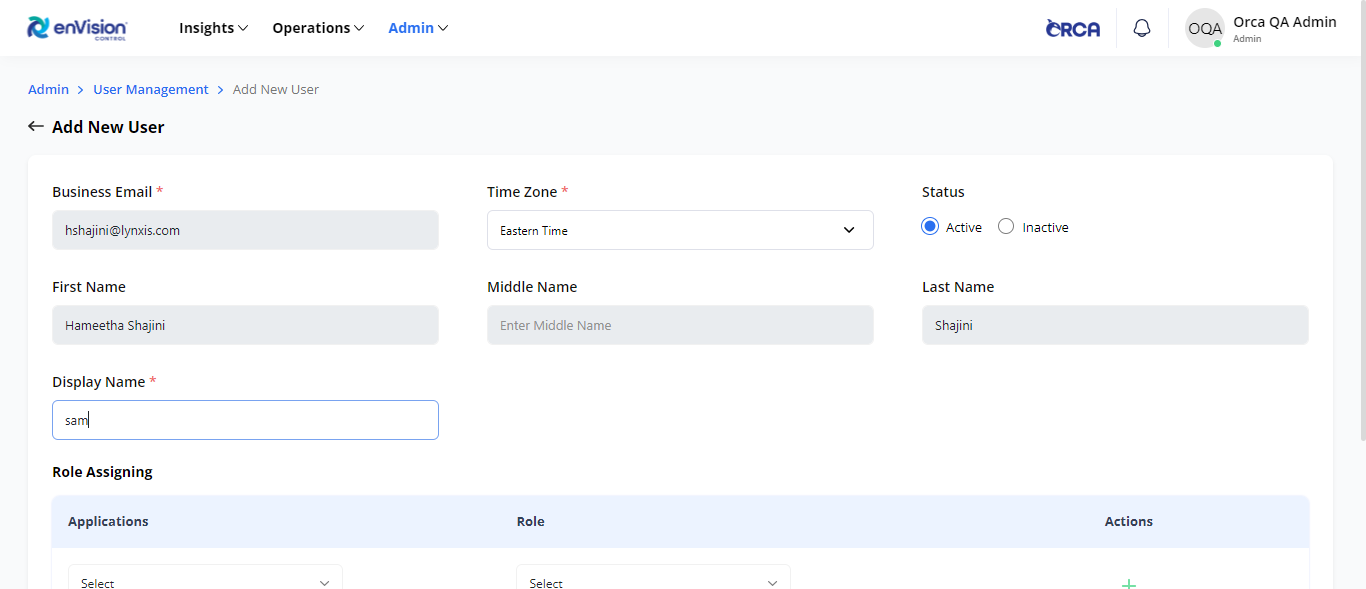 enVision
CONTROL
Insights
Operations
Admin
ORCA
OQA
Orca QA Admin
Admin
Admin > User Management > Add New User
Add New User
Business Email *
Time Zone *
Status
hshajini@lynxis.com
Eastern Time
Active
Inactive
First Name
Middle Name
Last Name
Hameetha Shajini
Enter Middle Name
Shajini
Display Name *
sam
Role Assigning
Applications
Role
Actions
Select
Select